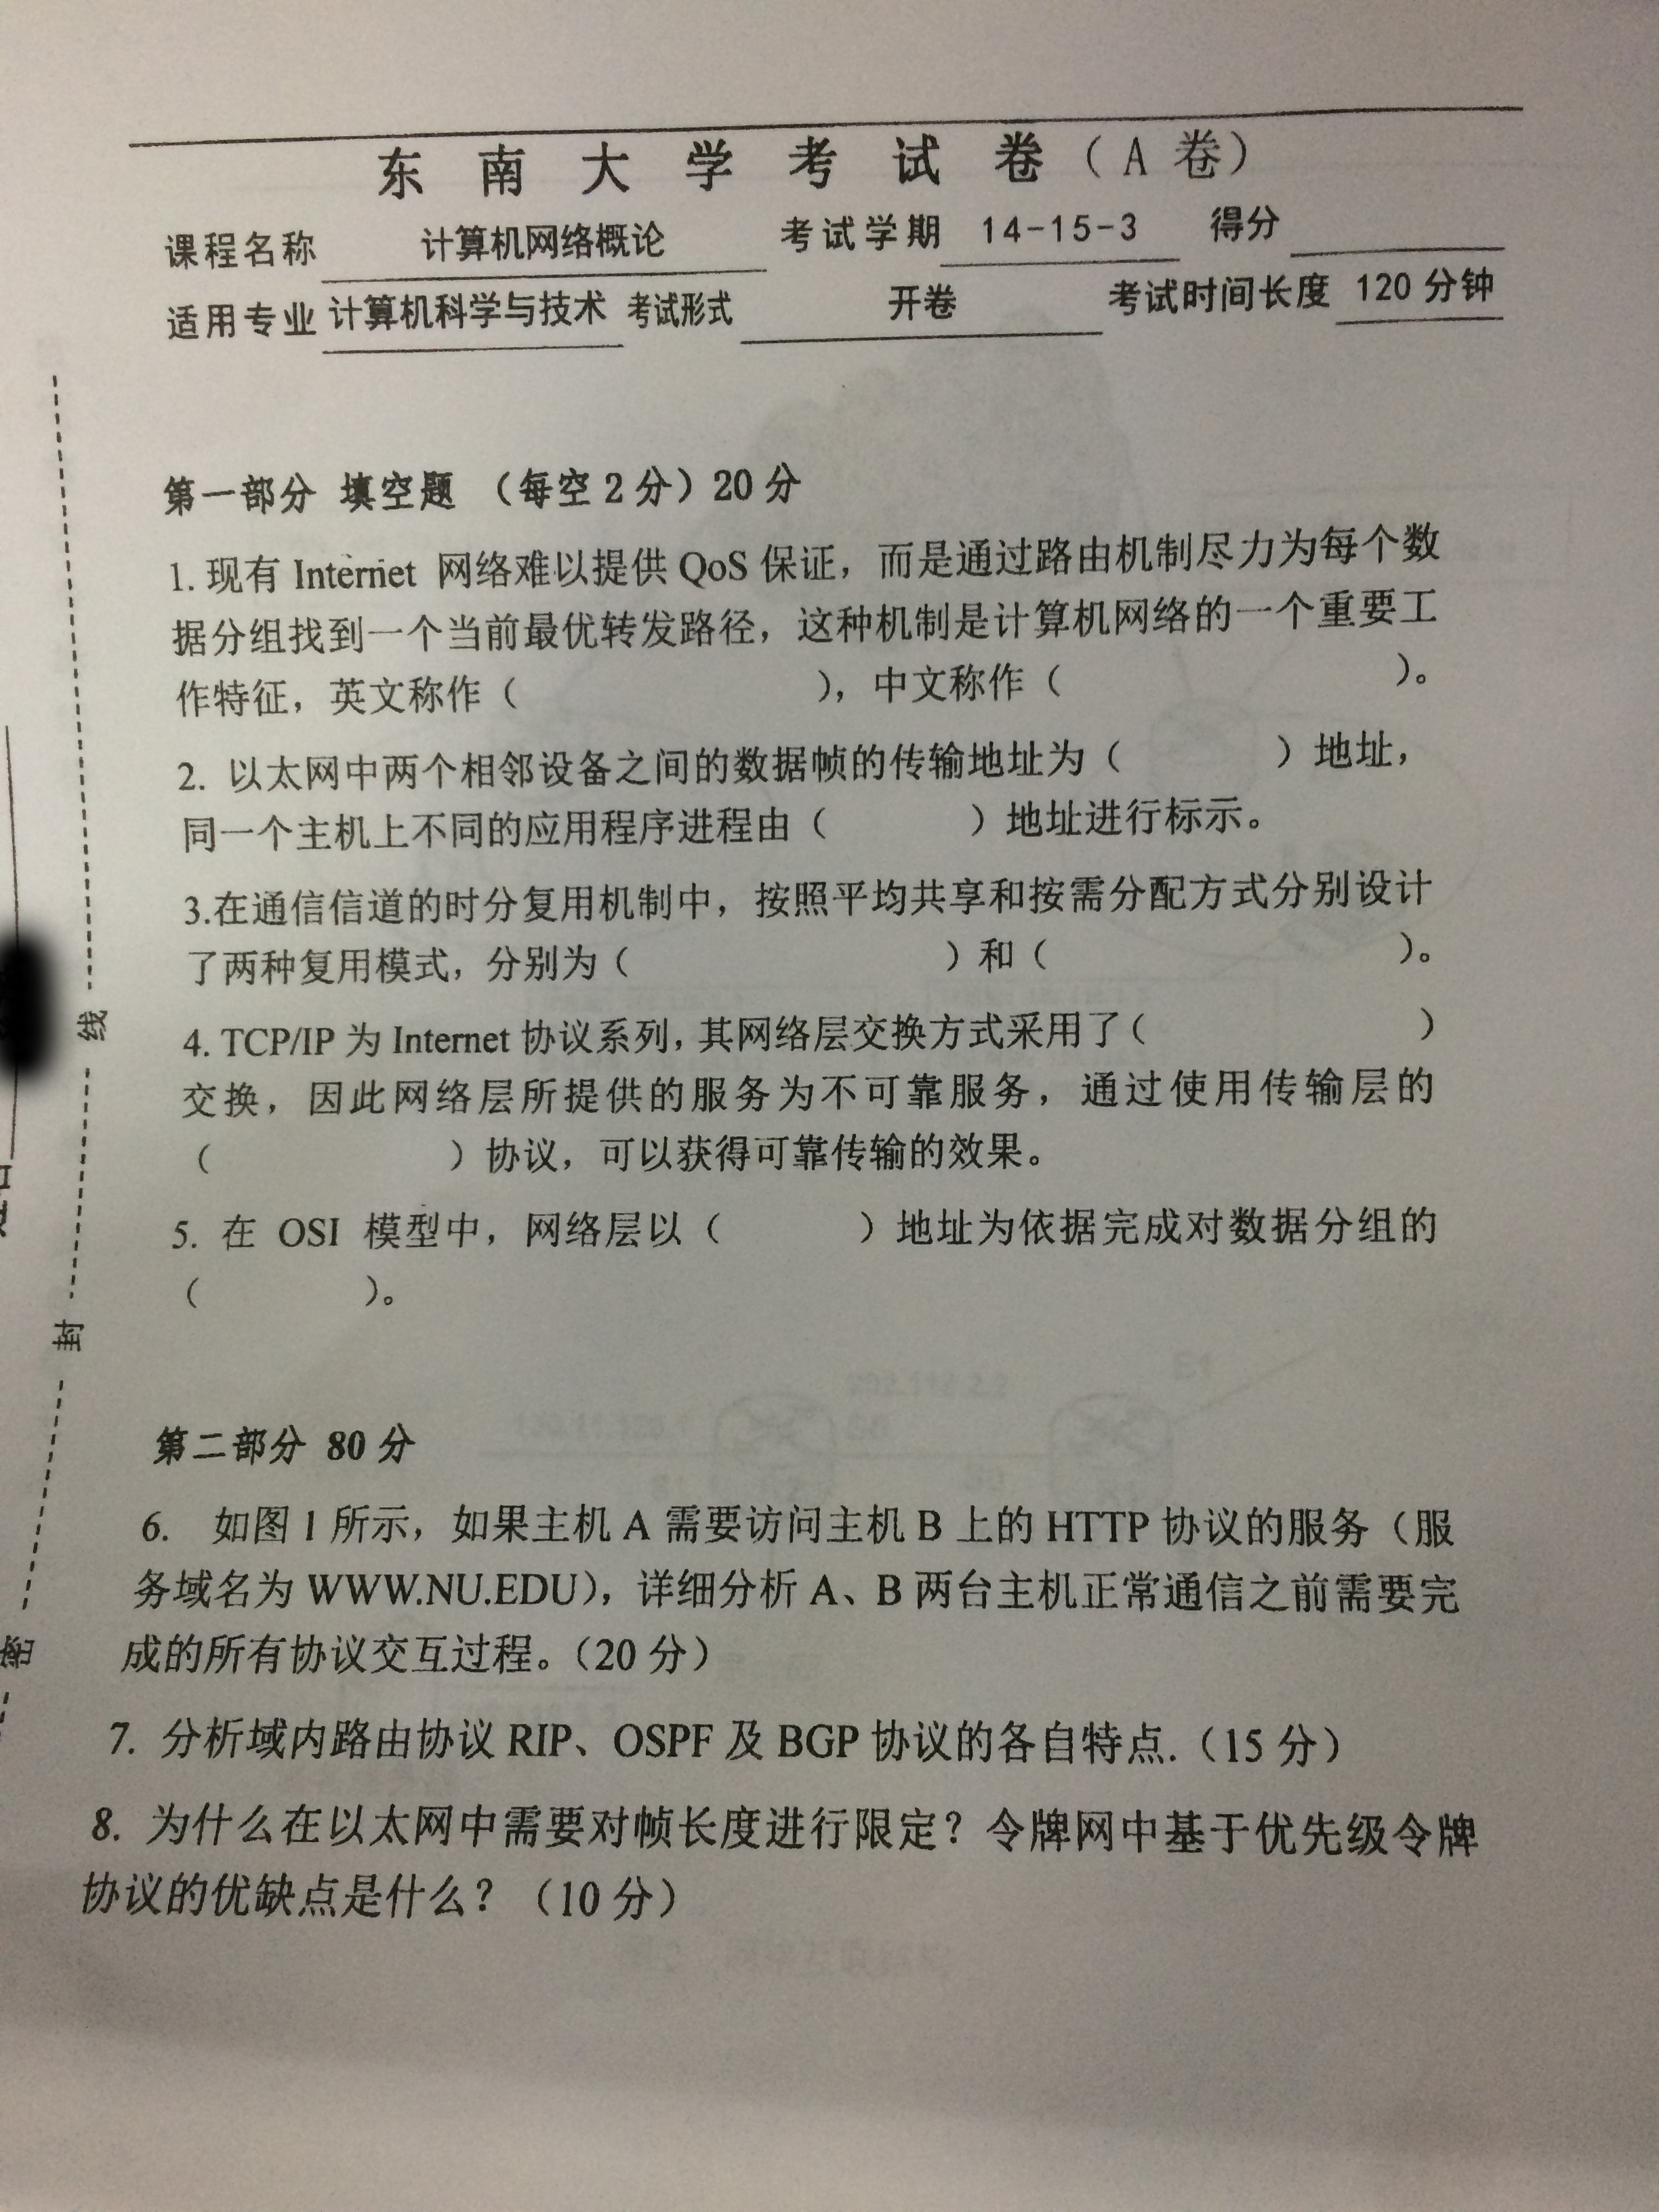 东南大学考试卷（A 卷）
课程名称 计算机网络概论 考试学期 14-15-3 得分
适用专业 计算机科学与技术 考试形式 开卷 考试时间长度 120 分钟
第一部分 填空题 （每空 2 分）20 分
1. 现有 Internet 网络难以提供 QoS 保证，而是通过路由机制尽力为每个数
据分组找到一个当前最优转发路径，这种机制是计算机网络的一个重要工
作特征，英文称作（ ），中文称作（ ）。
2. 以太网中两个相邻设备之间的数据帧的传输地址为（ ）地址，
同一个主机上不同的应用程序进程由（ ）地址进行标示。
3.在通信信道的时分复用机制中，按照平均共享和按需分配方式分别设计
了两种复用模式，分别为（ ）和（ ）。
4. TCP/IP 为 Internet 协议系列，其网络层交换方式采用了（ ）
交换，因此网络层所提供的服务为不可靠服务，通过使用传输层的
（ ）协议，可以获得可靠传输的效果。
5. 在 OSI 模型中，网络层以（ ）地址为依据完成对数据分组的
（ ）。
第二部分 80 分
6. 如图 1 所示，如果主机 A 需要访问主机 B 上的 HTTP 协议的服务（服
务域名为 WWW.NU.EDU），详细分析 A、B 两台主机正常通信之前需要完
成的所有协议交互过程。（20 分）
7. 分析域内路由协议 RIP、OSPF 及 BGP 协议的各自特点.（15 分）
8. 为什么在以太网中需要对帧长度进行限定？令牌网中基于优先级令牌
协议的优缺点是什么？（10 分）
线
封
密